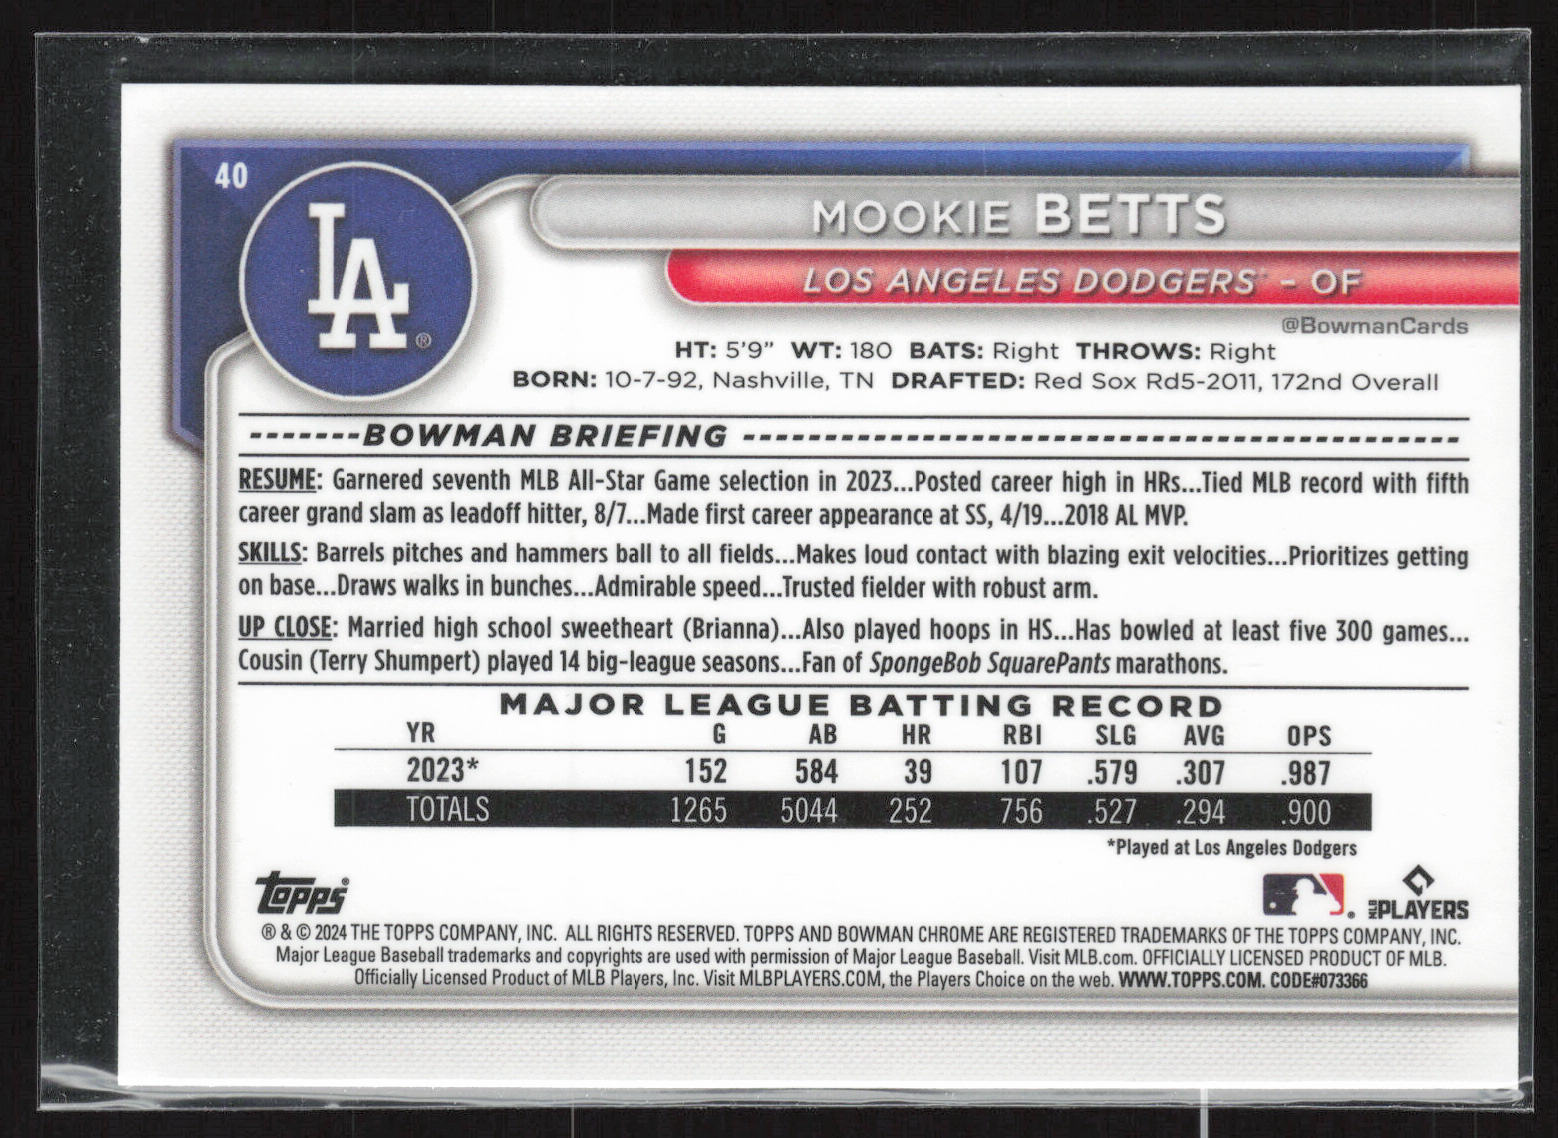 40
LA®
MOOKIE BETTS
LOS ANGELES DODGERS - OF
@BowmanCards
HT: 5'9” WT: 180 BATS: Right THROWS: Right
BORN: 10-7-92, Nashville, TN DRAFTED: Red Sox Rd5-2011, 172nd Overall
BOWMAN BRIEFING
RESUME: Garnered seventh MLB All-Star Game selection in 2023...Posted career high in HRs...Tied MLB record with fifth
career grand slam as leadoff hitter, 8/7...Made first career appearance at SS, 4/19...2018 AL MVP.
SKILLS: Barrels pitches and hammers ball to all fields...Makes loud contact with blazing exit velocities...Prioritizes getting
on base...Draws walks in bunches...Admirable speed...Trusted fielder with robust arm.
UP CLOSE: Married high school sweetheart (Brianna)...Also played hoops in HS...Has bowled at least five 300 games...
Cousin (Terry Shumpert) played 14 big-league seasons...Fan of SpongeBob SquarePants marathons.
MAJOR LEAGUE BATTING RECORD
YR G AB HR RBI SLG AVG OPS
2023* 152 584 39 107 .579 .307 .987
TOTALS 1265 5044 252 756 .527 .294 .900
*Played at Los Angeles Dodgers
Topps
MLB PLAYERS
® & © 2024 THE TOPPS COMPANY, INC. ALL RIGHTS RESERVED. TOPPS AND BOWMAN CHROME ARE REGISTERED TRADEMARKS OF THE TOPPS COMPANY, INC.
Major League Baseball trademarks and copyrights are used with permission of Major League Baseball. Visit MLB.com. OFFICIALLY LICENSED PRODUCT OF MLB.
Officially Licensed Product of MLB Players, Inc. Visit MLBPLAYERS.COM, the Players Choice on the web. WWW.TOPPS.COM. CODE#073366